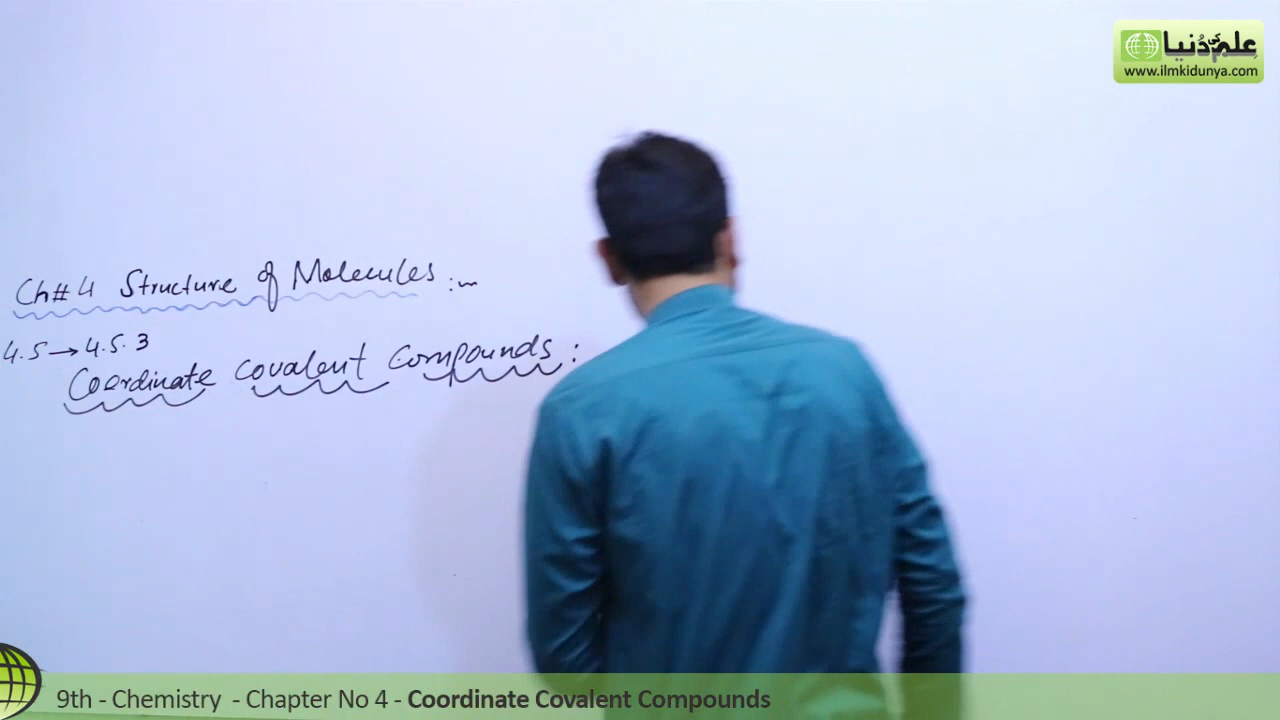 علم کی دُنیا
www.ilmkidunya.com
Ch#4 Structure of Molecules :~
4.5→4.5.3
Coordinate Covalent Compounds :
9th - Chemistry - Chapter No 4 - Coordinate Covalent Compounds